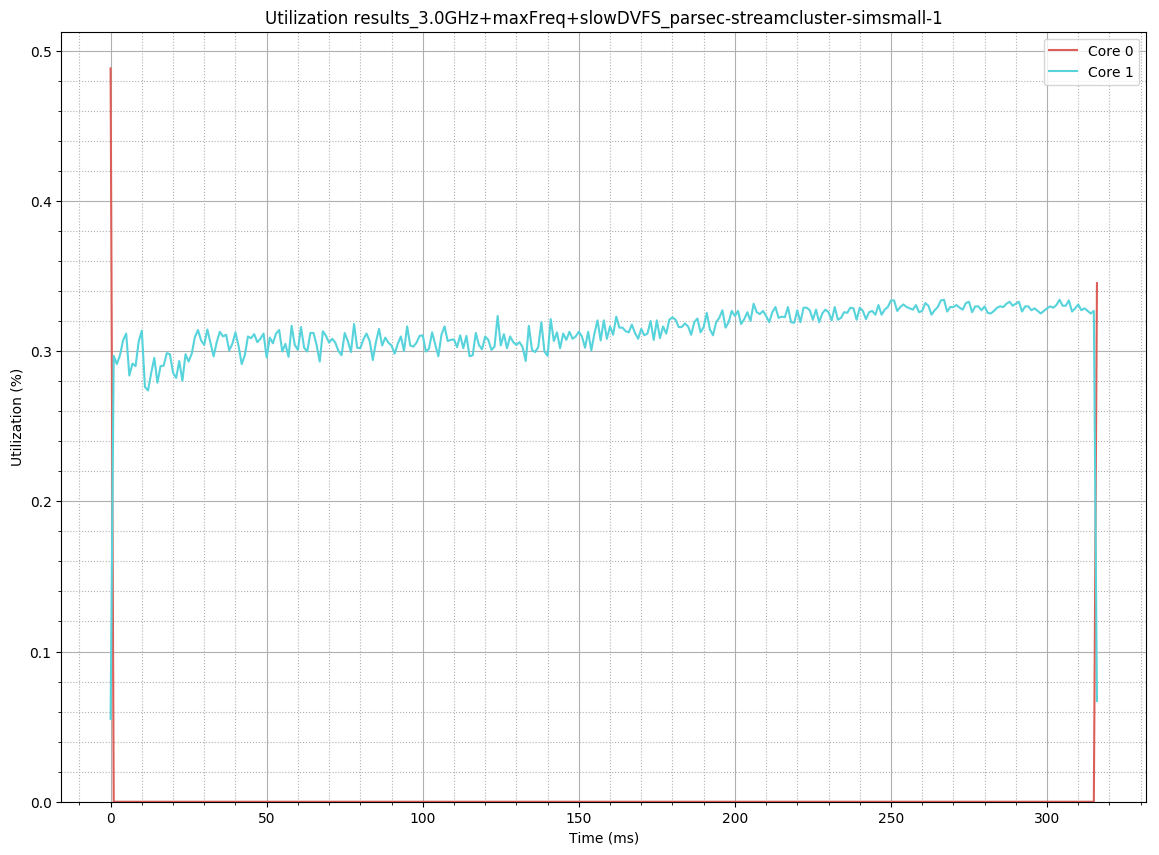 Utilization results_3.0GHz+maxFreq+slowDVFS_parsec-streamcluster-simsmall-1
Core 0
Core 1
Utilization (%)
0.5
0.4
0.3
0.2
0.1
0.0
0 50 100 150 200 250 300
Time (ms)